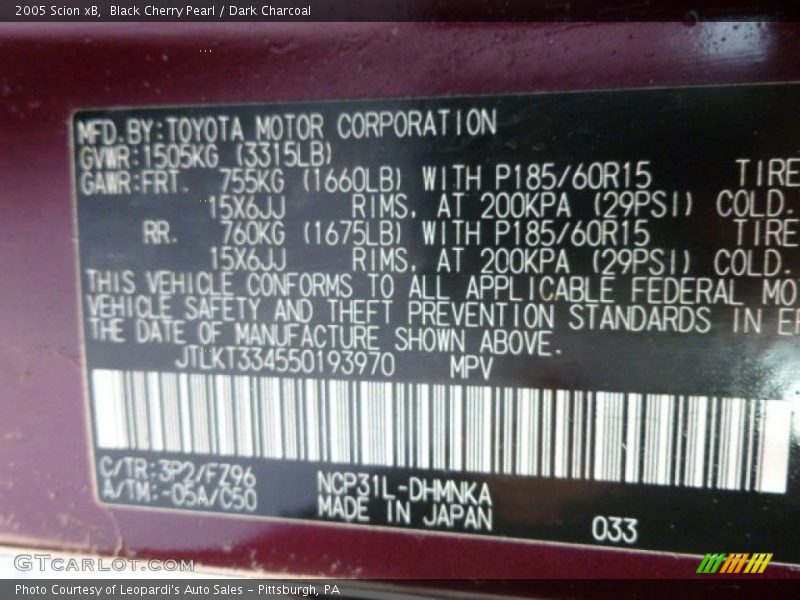 2005 Scion xB, Black Cherry Pearl / Dark Charcoal
MFD.BY:TOYOTA MOTOR CORPORATION
GVWR:1505KG (3315LB)
GAWR:FRT. 755KG (1660LB) WITH P185/60R15 TIRE
15X6JJ RIMS, AT 200KPA (29PSI) COLD.
RR. 760KG (1675LB) WITH P185/60R15 TIRE
15X6JJ RIMS, AT 200KPA (29PSI) COLD.
THIS VEHICLE CONFORMS TO ALL APPLICABLE FEDERAL MOT
VEHICLE SAFETY AND THEFT PREVENTION STANDARDS IN EF
THE DATE OF MANUFACTURE SHOWN ABOVE.
JTLKT334550193970 MPV
C/TR:3P2/FZ96
A/TM:-05A/C50
NCP31L-DHMNKA
MADE IN JAPAN
033
GTCARLOT.COM
Photo Courtesy of Leopardi's Auto Sales - Pittsburgh, PA